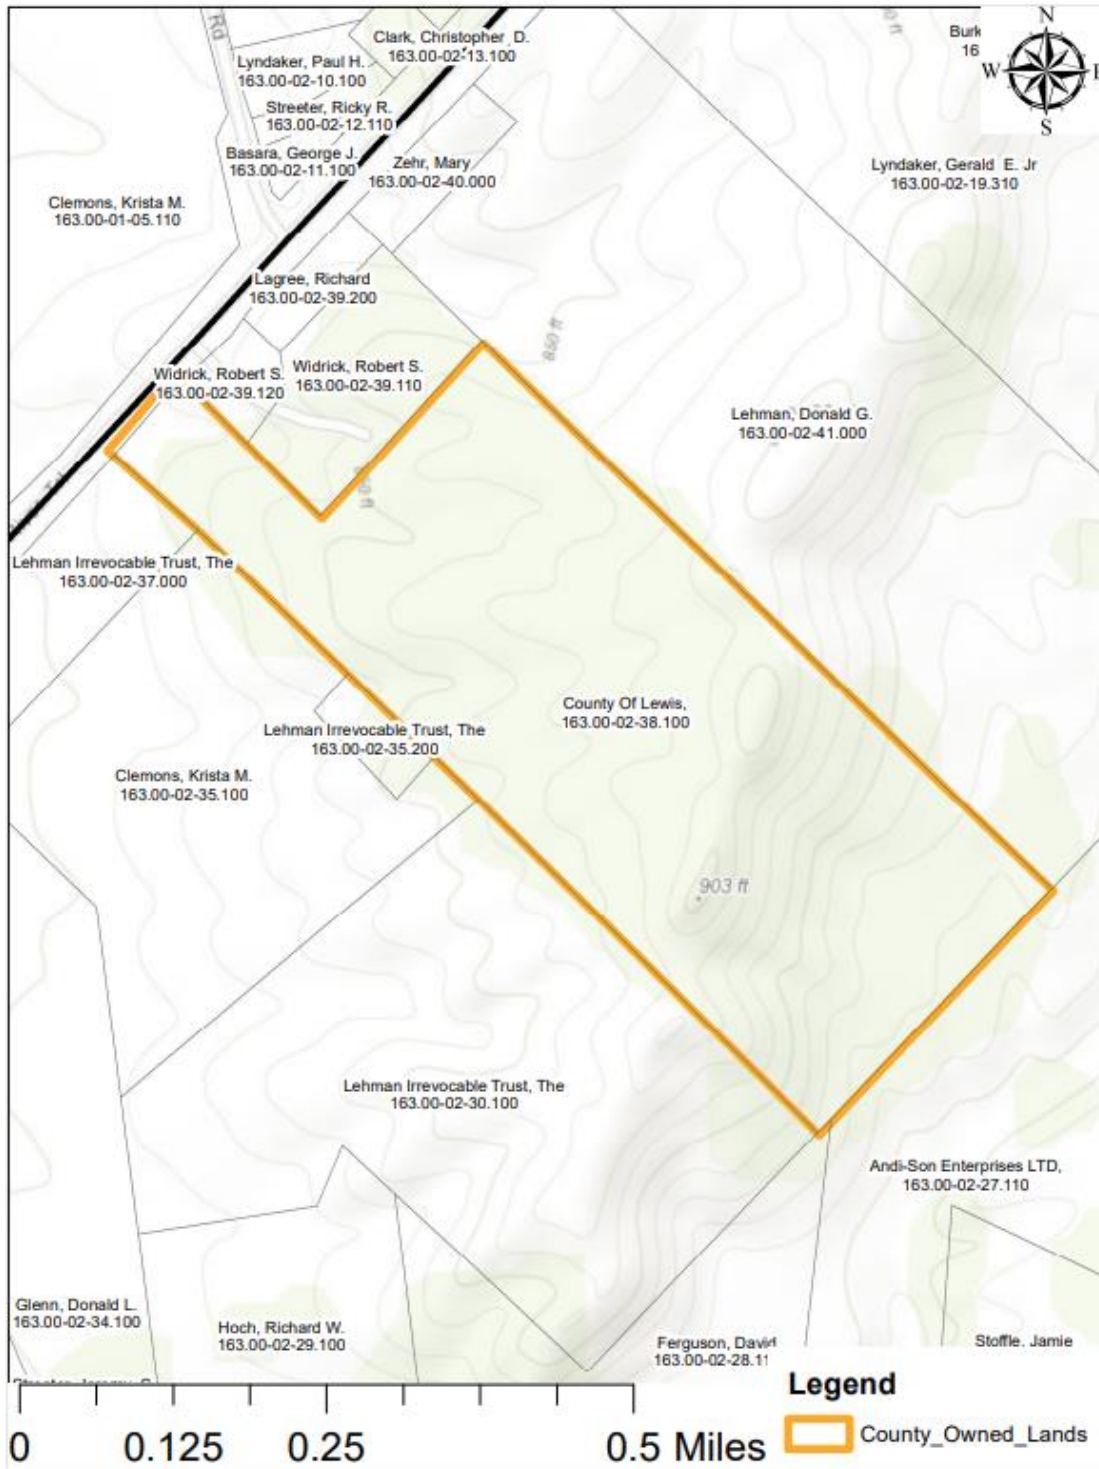 Rd
Clark, Christopher D.
163.00-02-13.100
Lyndaker, Paul H.
163.00-02-10.100
Streeter, Ricky R.
163.00-02-12.110
Basara, George J.
163.00-02-11.100
Zehr, Mary
163.00-02-40.000
Burk
16
N
W
E
S
Lyndaker, Gerald E. Jr
163.00-02-19.310
Clemons, Krista M.
163.00-01-05.110
Lagree, Richard
163.00-02-39.200
850 ft
Widrick, Robert S.
163.00-02-39.120
Widrick, Robert S.
163.00-02-39.110
Lehman, Donald G.
163.00-02-41.000
Lehman Irrevocable Trust, The
163.00-02-37.000
County Of Lewis,
163.00-02-38.100
Lehman Irrevocable Trust, The
163.00-02-35.200
Clemons, Krista M.
163.00-02-35.100
903 ft
Lehman Irrevocable Trust, The
163.00-02-30.100
Andi-Son Enterprises LTD,
163.00-02-27.110
Glenn, Donald L.
163.00-02-34.100
Hoch, Richard W.
163.00-02-29.100
Ferguson, David
163.00-02-28.11
Stoffle, Jamie
Legend
County_Owned_Lands
0 0.125 0.25 0.5 Miles